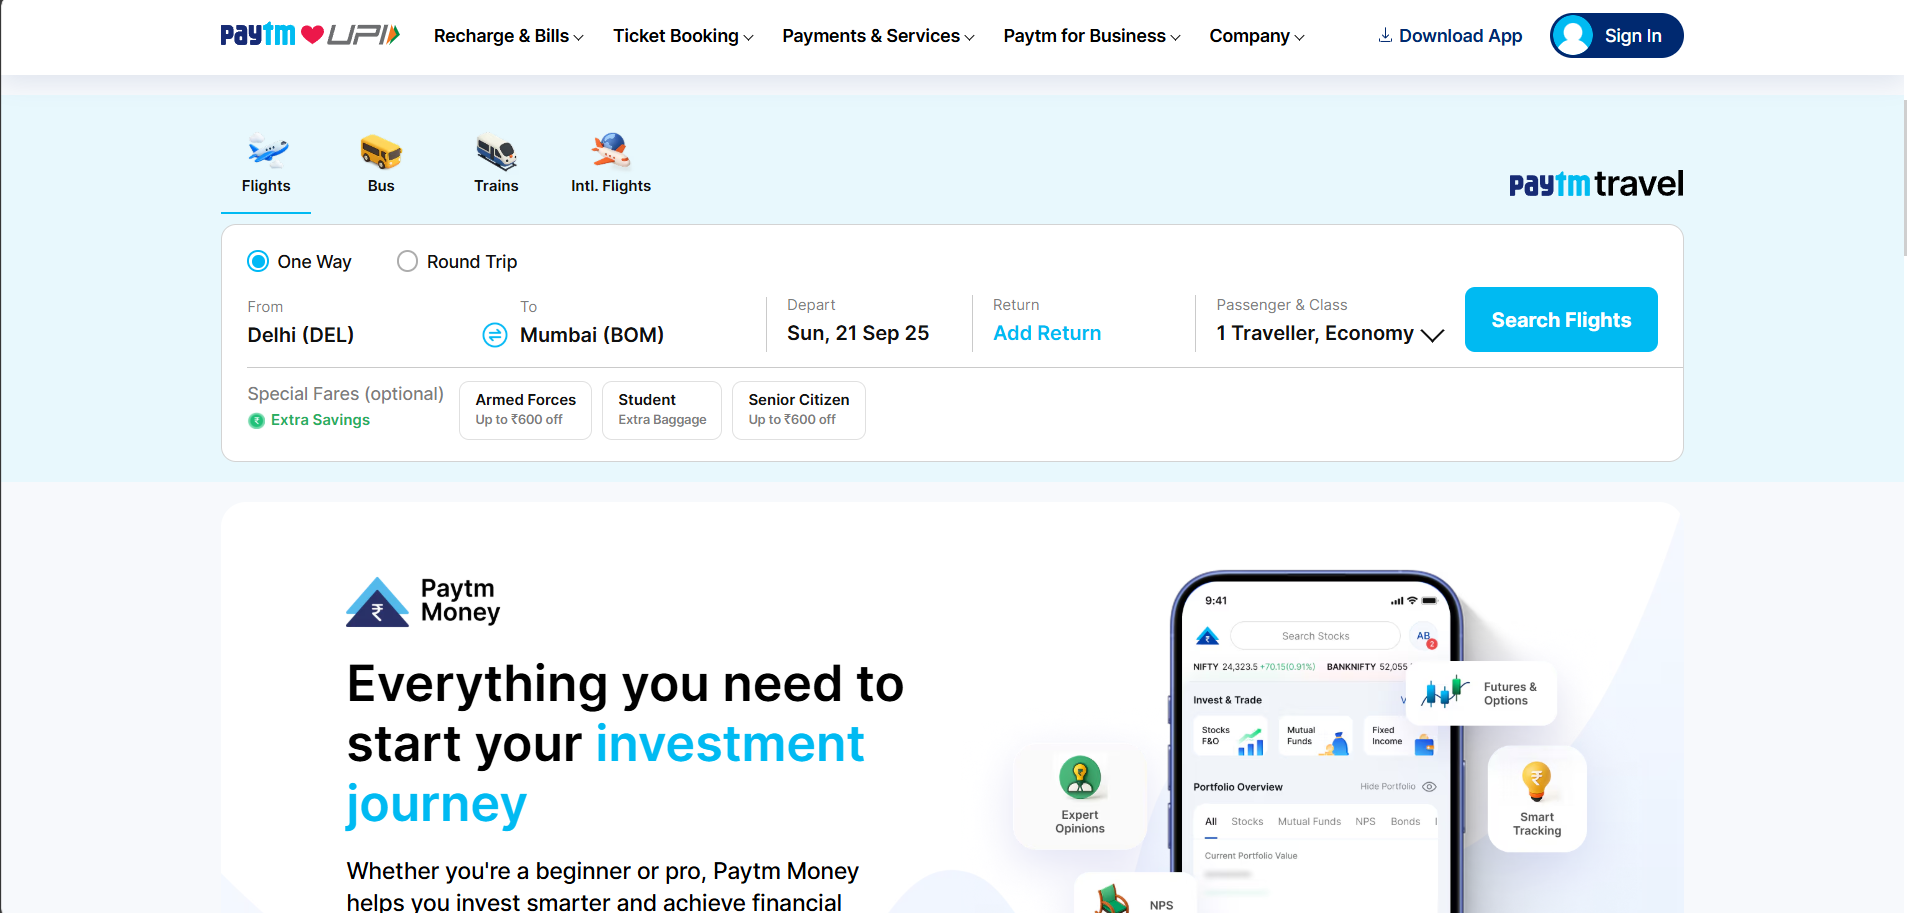 paytm UPI
Recharge & Bills
Ticket Booking
Payments & Services
Paytm for Business
Company
Download App
Sign In
Flights
Bus
Trains
Intl. Flights
paytm travel
One Way
Round Trip
From
Delhi (DEL)
To
Mumbai (BOM)
Depart
Sun, 21 Sep 25
Return
Add Return
Passenger & Class
1 Traveller, Economy
Search Flights
Special Fares (optional)
₹ Extra Savings
Armed Forces
Up to ₹600 off
Student
Extra Baggage
Senior Citizen
Up to ₹600 off
₹
Paytm
Money
Everything you need to
start your investment
journey
Whether you're a beginner or pro, Paytm Money
helps you invest smarter and achieve financial
9:41
₹
Search Stocks
AB
2
NIFTY 24,323.5 +70.15(0.91%) BANKNIFTY 52,055
Invest & Trade
V
Stocks
F&O
Mutual
Funds
Fixed
Income
Futures &
Options
Portfolio Overview
Hide Portfolio
All
Stocks
Mutual Funds
NPS
Bonds
Current Portfolio Value
₹
Expert
Opinions
₹
Smart
Tracking
NPS